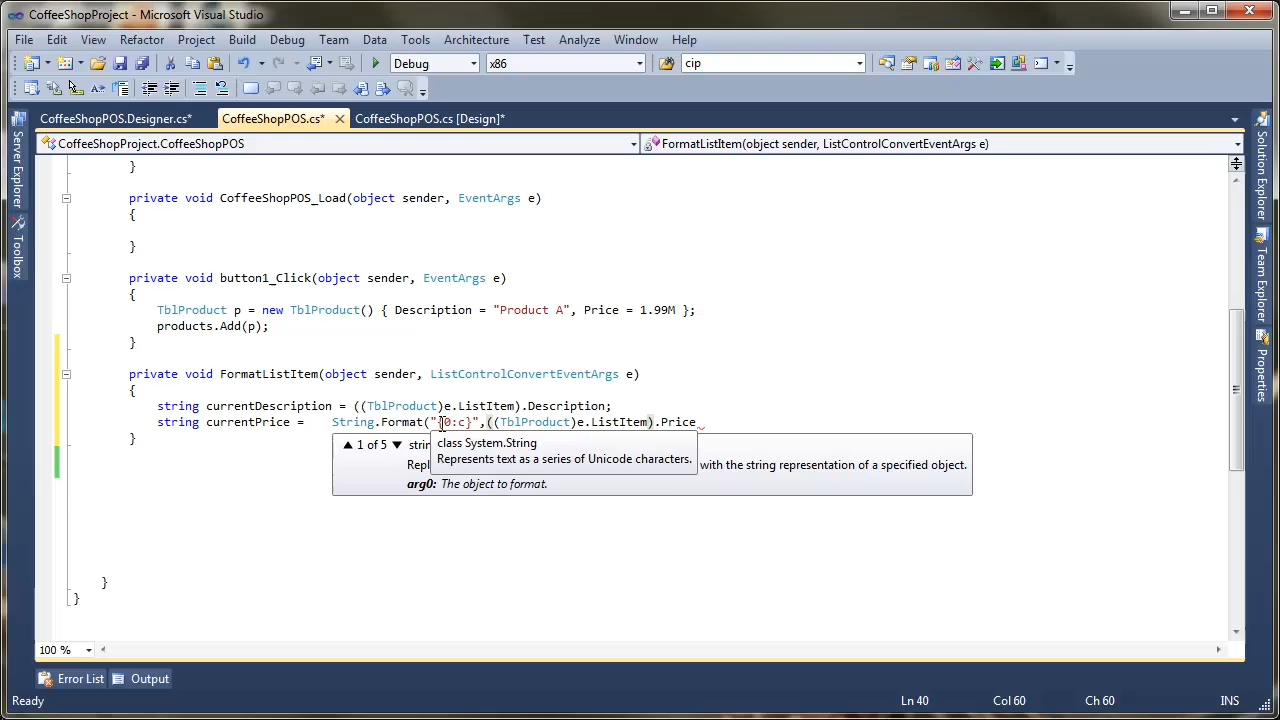 CoffeeShopProject - Microsoft Visual Studio
File Edit View Refactor Project Build Debug Team Data Tools Architecture Test Analyze Window Help
Debug x86 cip
CoffeeShopPOS.Designer.cs* CoffeeShopPOS.cs* CoffeeShopPOS.cs [Design]*
CoffeeShopProject.CoffeeShopPOS FormatListItem(object sender, ListControlConvertEventArgs e)
}
private void CoffeeShopPOS_Load(object sender, EventArgs e)
{
}
private void button1_Click(object sender, EventArgs e)
{
TblProduct p = new TblProduct() { Description = "Product A", Price = 1.99M };
products.Add(p);
}
private void FormatListItem(object sender, ListControlConvertEventArgs e)
{
string currentDescription = ((TblProduct)e.ListItem).Description;
string currentPrice = String.Format("{0:c}",((TblProduct)e.ListItem).Price
}
▲ 1 of 5 ▼ strin
class System.String
Represents text as a series of Unicode characters.
Repl with the string representation of a specified object.
arg0: The object to format.
}
}
100 %
Error List Output
Ready Ln 40 Col 60 Ch 60 INS
Server Explorer
Toolbox
Solution Explorer
Team Explorer
Properties